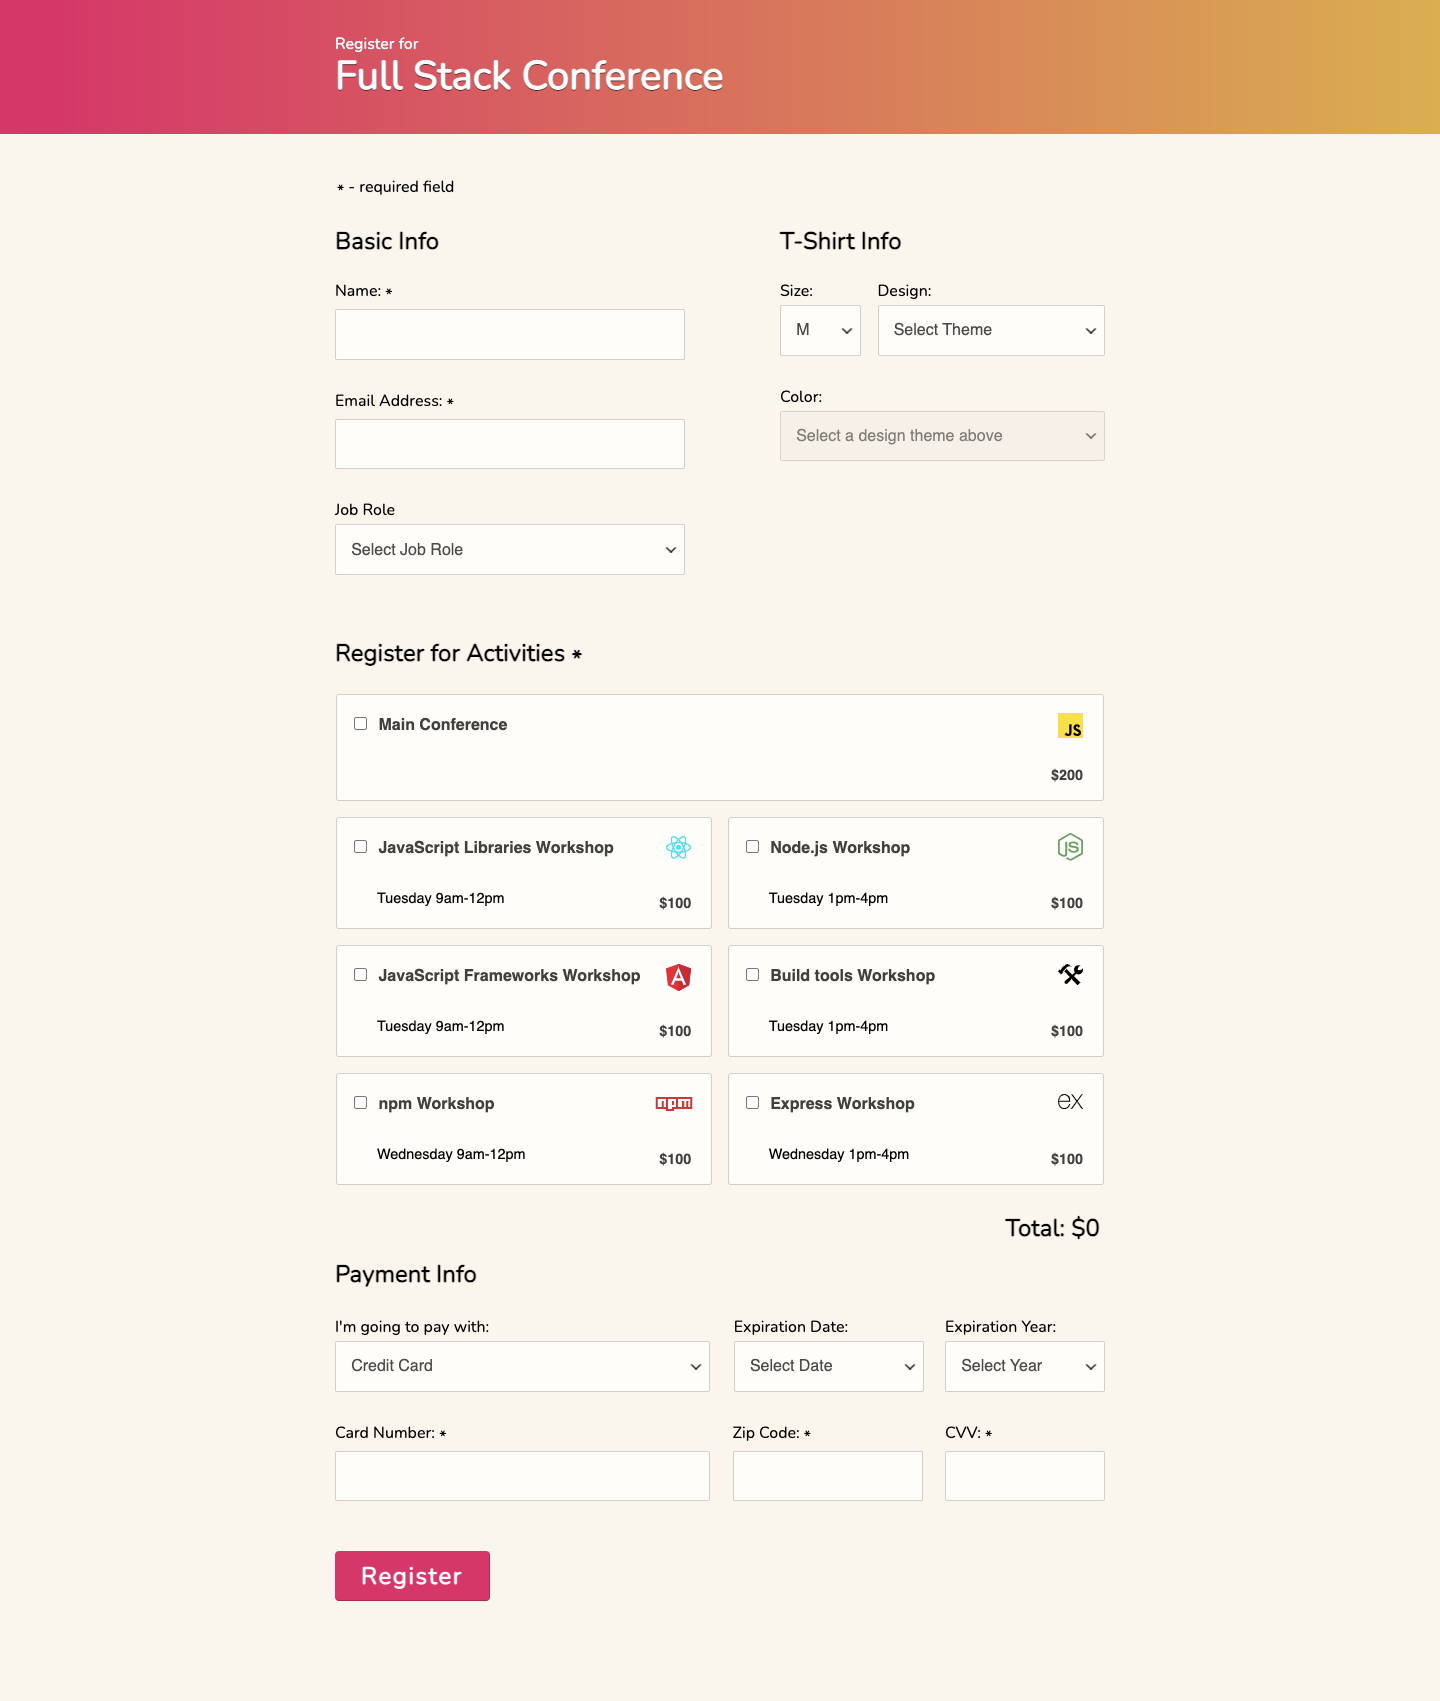 Register for
Full Stack Conference
* - required field
Basic Info
Name: *
Email Address: *
Job Role
Select Job Role
T-Shirt Info
Size:
M
Design:
Select Theme
Color:
Select a design theme above
Register for Activities *
Main Conference
JS
$200
JavaScript Libraries Workshop
Tuesday 9am-12pm
$100
Node.js Workshop
JS
Tuesday 1pm-4pm
$100
JavaScript Frameworks Workshop
A
Tuesday 9am-12pm
$100
Build tools Workshop
Tuesday 1pm-4pm
$100
npm Workshop
npm
Wednesday 9am-12pm
$100
Express Workshop
ex
Wednesday 1pm-4pm
$100
Total: $0
Payment Info
I'm going to pay with:
Credit Card
Expiration Date:
Select Date
Expiration Year:
Select Year
Card Number: *
Zip Code: *
CVV: *
Register